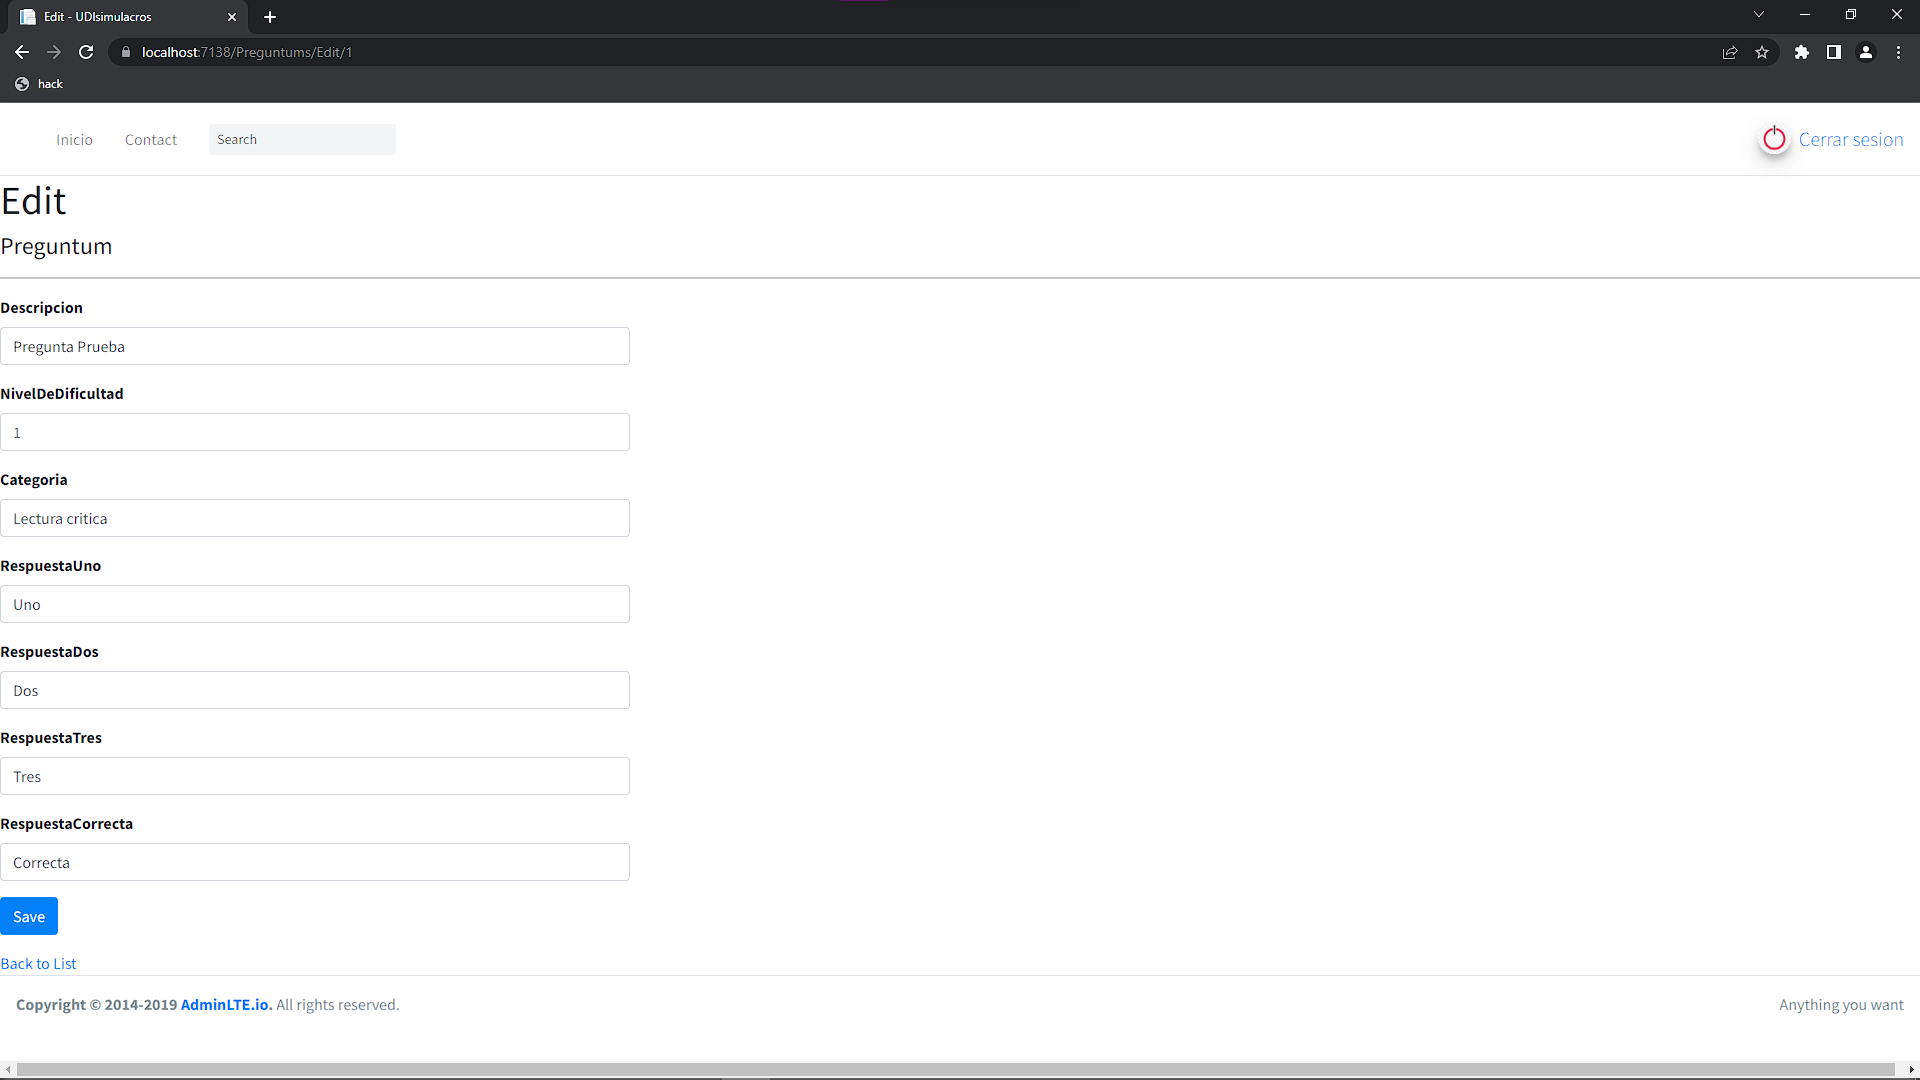 Edit - UDIsimulacros
localhost:7138/Preguntums/Edit/1
hack
Inicio Contact Search Cerrar sesion
Edit
Preguntum
Descripcion
Pregunta Prueba
NivelDeDificultad
1
Categoria
Lectura critica
RespuestaUno
Uno
RespuestaDos
Dos
RespuestaTres
Tres
RespuestaCorrecta
Correcta
Save
Back to List
Copyright © 2014-2019 AdminLTE.io. All rights reserved. Anything you want